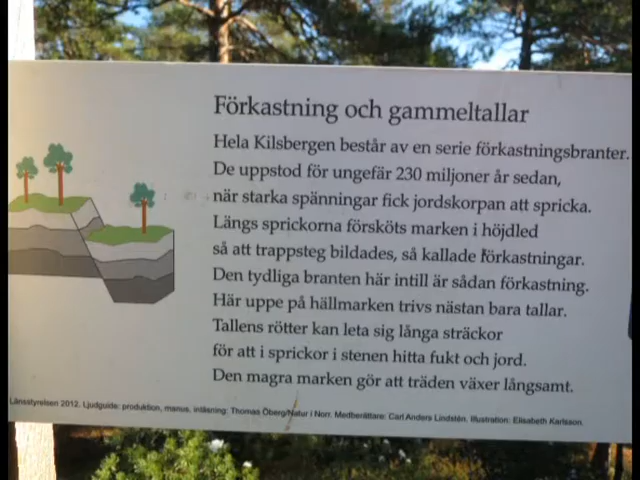 Förkastning och gammeltallar
Hela Kilsbergen består av en serie förkastningsbranter.
De uppstod för ungefär 230 miljoner år sedan,
när starka spänningar fick jordskorpan att spricka.
Längs sprickorna försköts marken i höjdled
så att trappsteg bildades, så kallade förkastningar.
Den tydliga branten här intill är sådan förkastning.
Här uppe på hällmarken trivs nästan bara tallar.
Tallens rötter kan leta sig långa sträckor
för att i sprickor i stenen hitta fukt och jord.
Den magra marken gör att träden växer långsamt.
Länsstyrelsen 2012. Ljudguide: produktion, manus, inläsning: Thomas Öberg/Natur i Norr. Medberättare: Carl Anders Lindstén. Illustration: Elisabeth Karlsson.